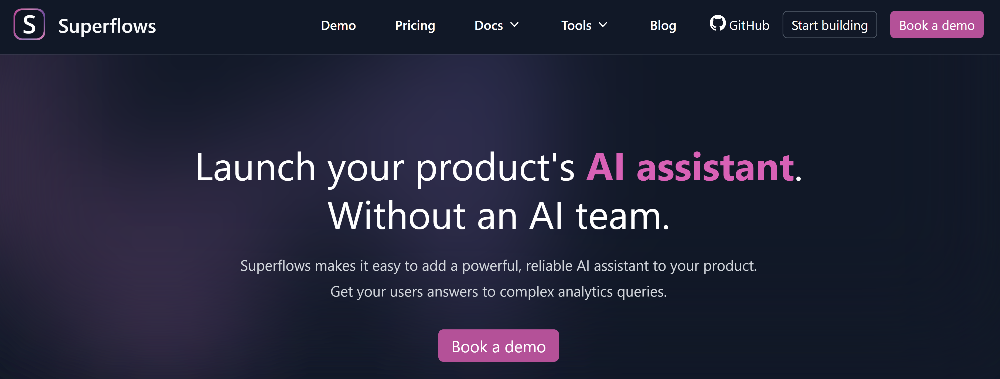 S Superflows Demo Pricing Docs Tools Blog GitHub Start building Book a demo
Launch your product's AI assistant.
Without an AI team.
Superflows makes it easy to add a powerful, reliable AI assistant to your product.
Get your users answers to complex analytics queries.
Book a demo